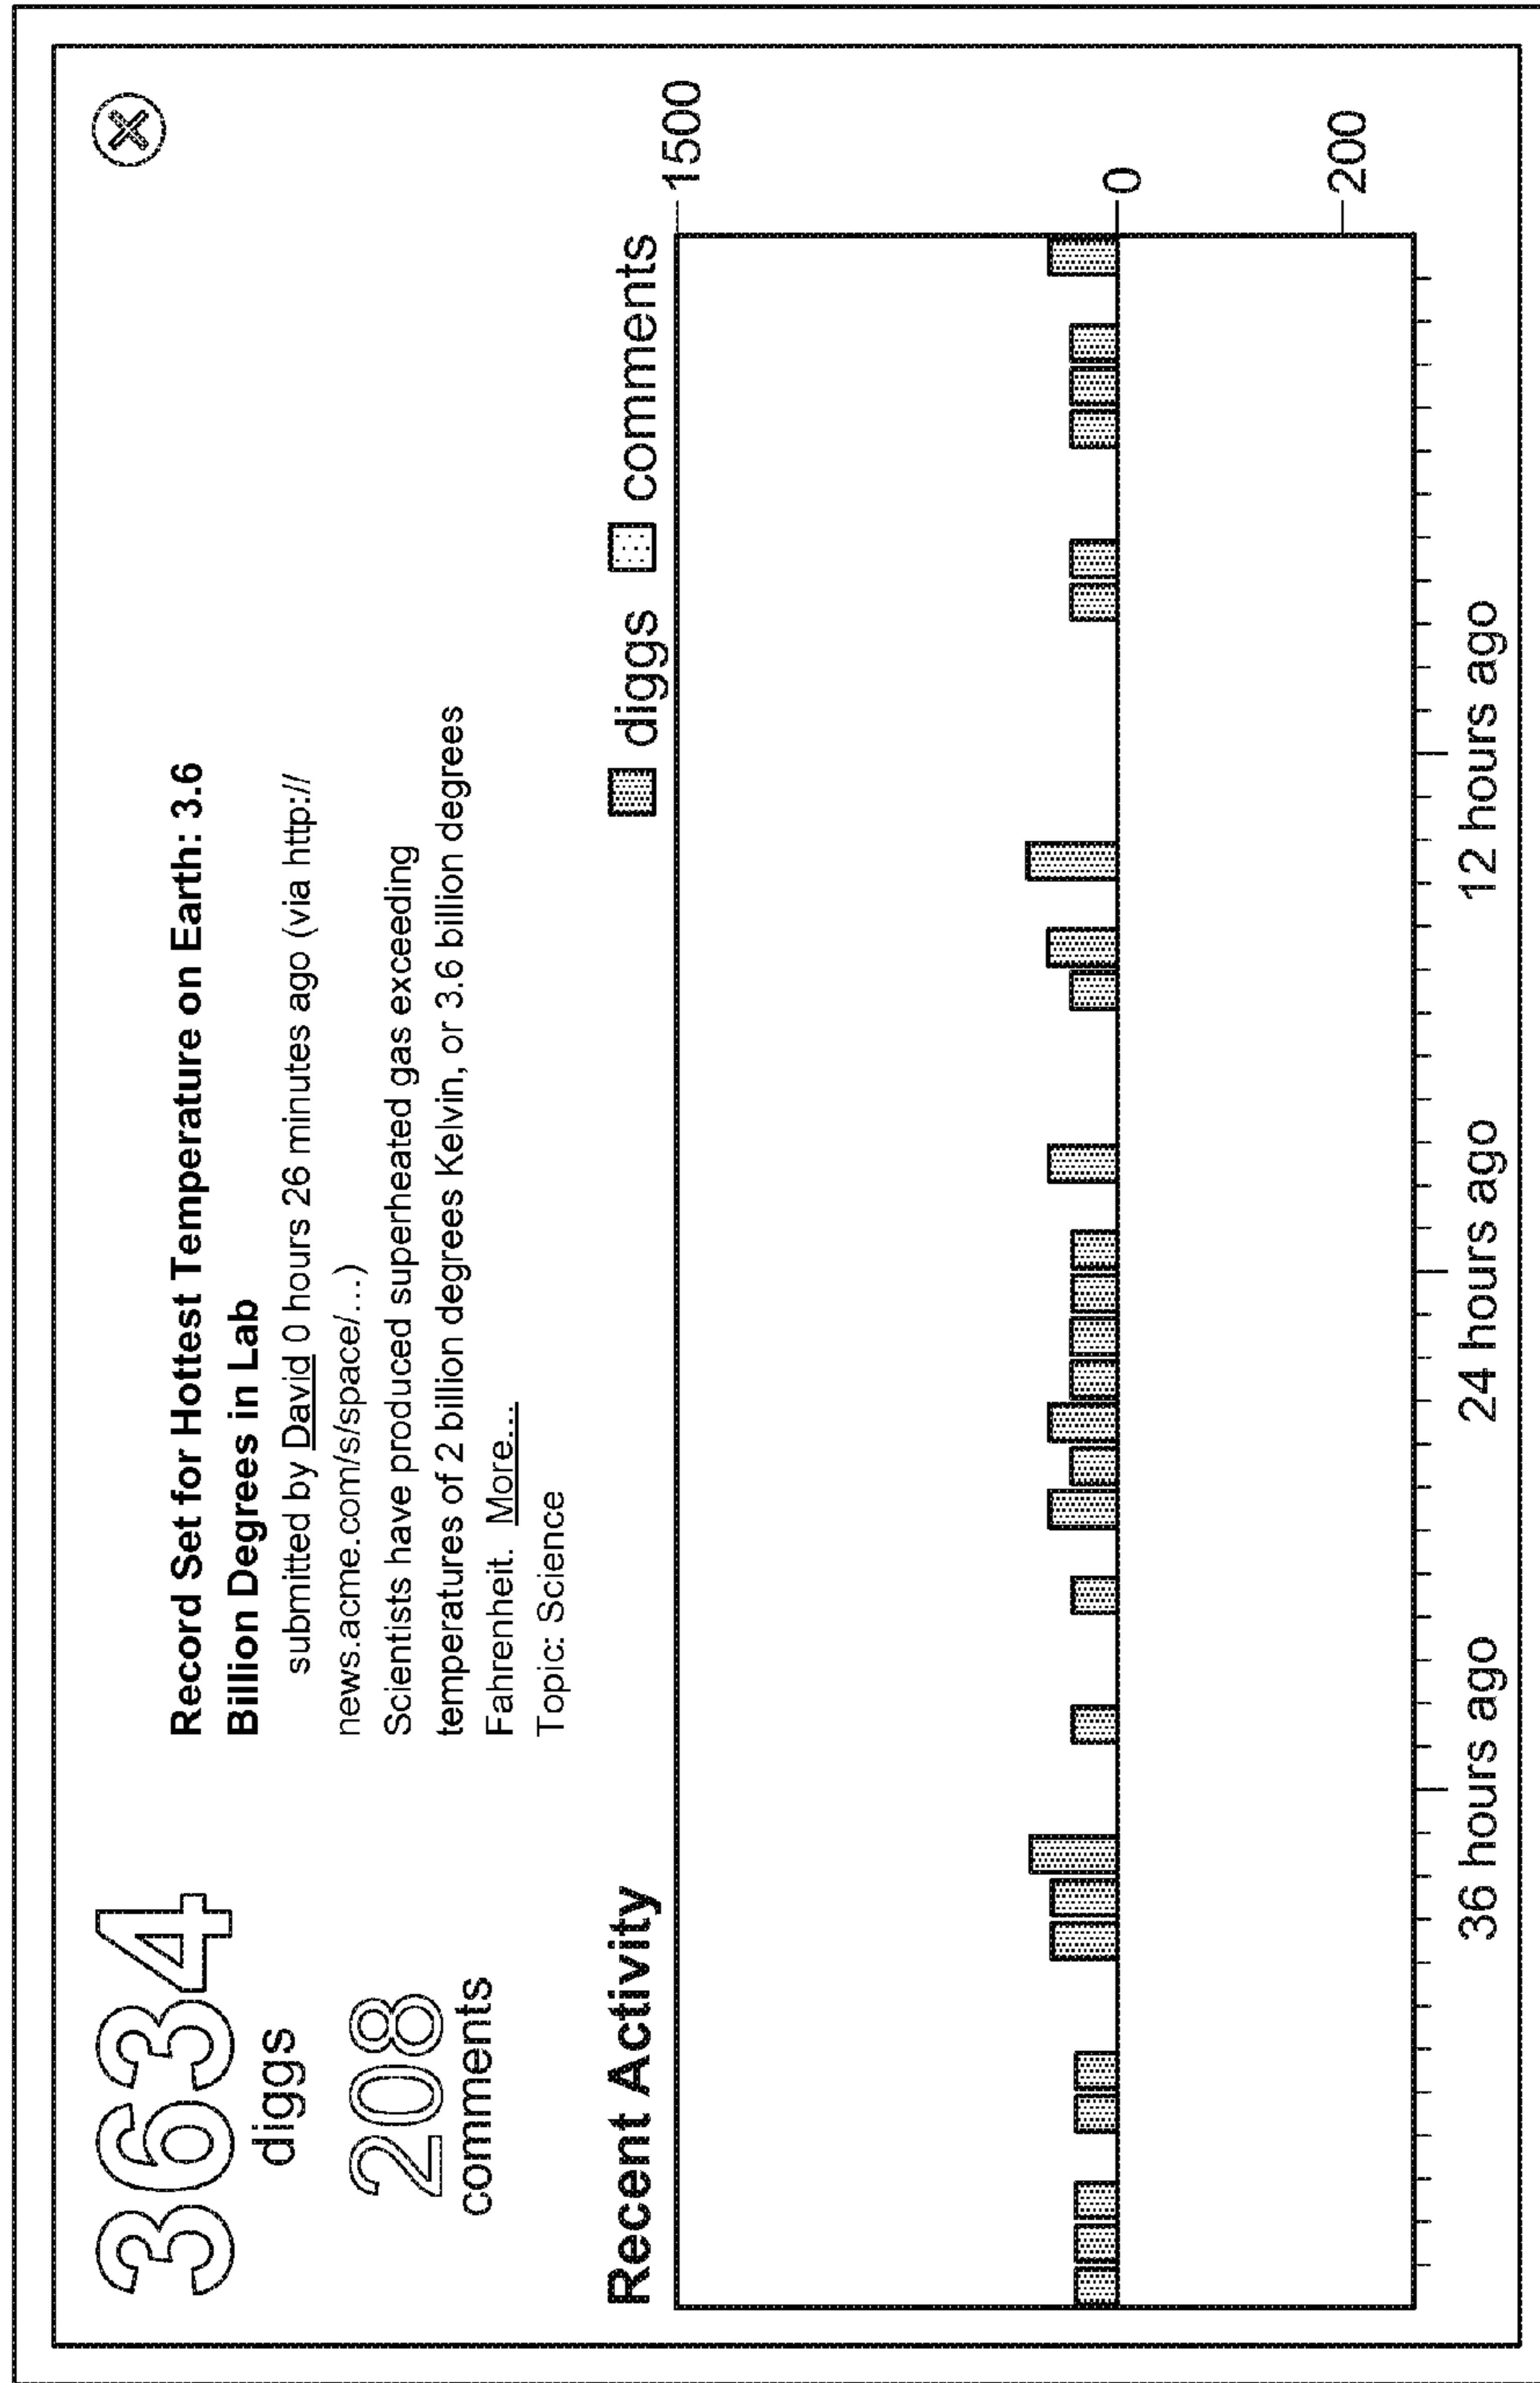 3634
diggs
208
comments
Record Set for Hottest Temperature on Earth: 3.6
Billion Degrees in Lab
submitted by David 0 hours 26 minutes ago (via http://
news.acme.com/s/space/...)
Scientists have produced superheated gas exceeding
temperatures of 2 billion degrees Kelvin, or 3.6 billion degrees
Fahrenheit. More...
Topic: Science
Recent Activity
diggs comments
1500
0
200
36 hours ago
24 hours ago
12 hours ago